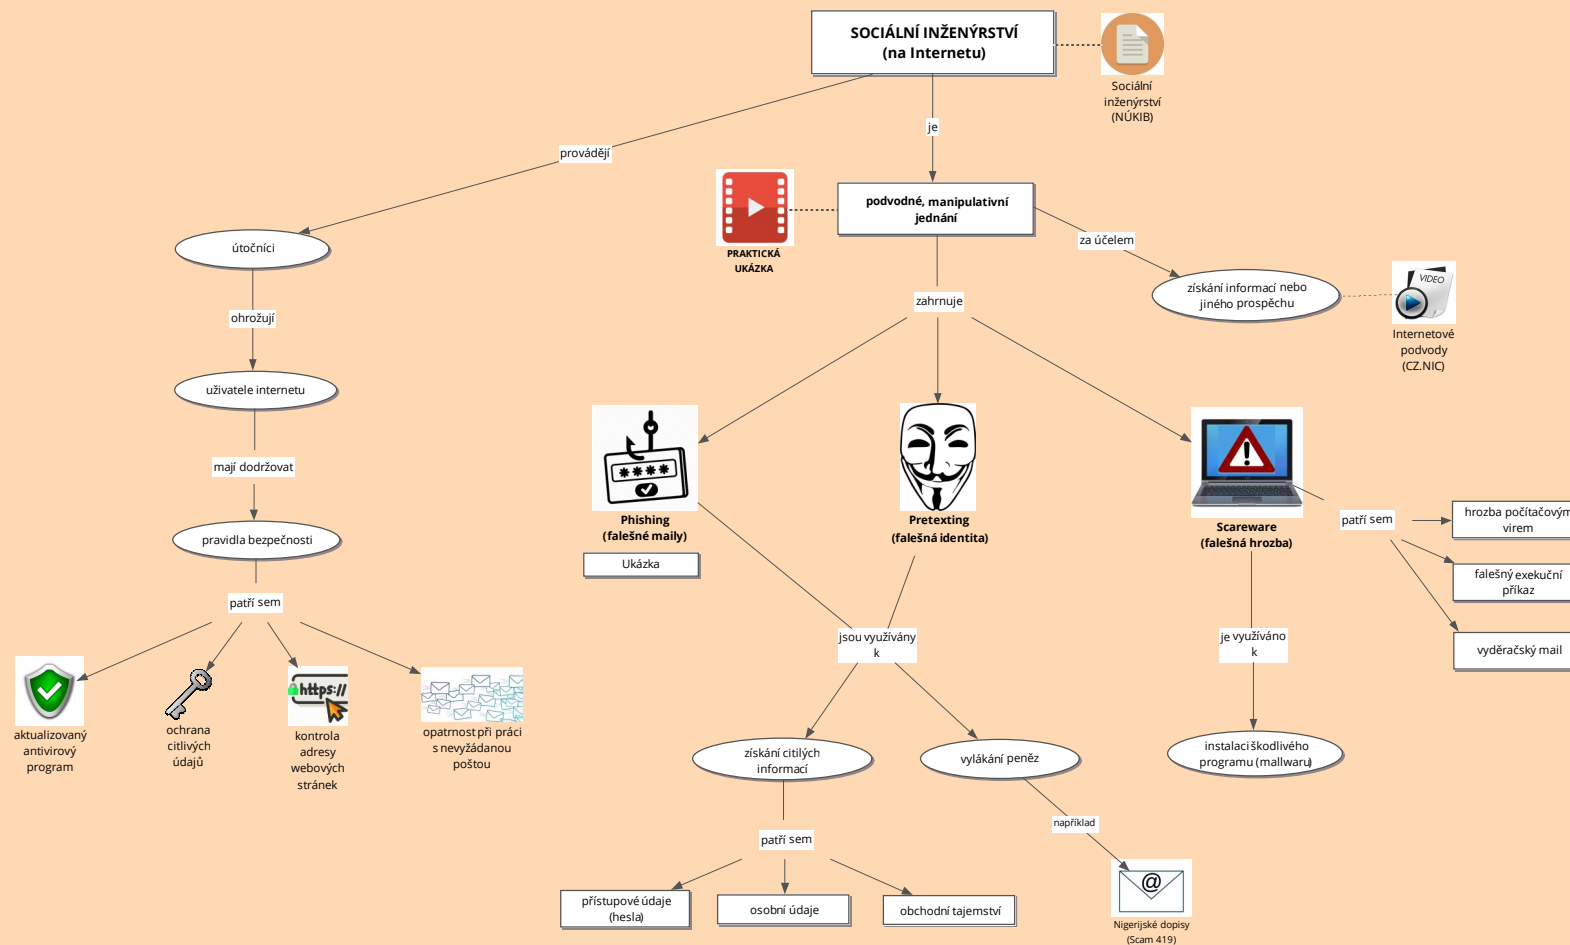 SOCIÁLNÍ INŽENÝRSTVÍ
(na Internetu)
Sociální
inženýrství
(NÚKIB)
je
provádějí
podvodné, manipulativní
jednání
PRAKTICKÁ
UKÁZKA
za účelem
útočníci
získání informací nebo
jiného prospěchu
VIDEO
Internetové
podvody
(CZ.NIC)
zahrnuje
ohrožují
uživatele internetu
mají dodržovat
pravidla bezpečnosti
patří sem
https://
aktualizovaný
antivirový
program
ochrana
citlivých
údajů
kontrola
adresy
webových
stránek
opatrnost při práci
s nevyžádanou
poštou
****
Phishing
(falešné maily)
Ukázka
Pretexting
(falešná identita)
Scareware
(falešná hrozba)
patří sem
hrozba počítačovým
virem
falešný exekuční
příkaz
vyděračský mail
jsou využívány
k
je využíváno
k
získání citilých
informací
vylákání peněz
instalaci škodlivého
programu (mallwaru)
například
patří sem
přístupové údaje
(hesla)
osobní údaje
obchodní tajemství
@
Nigerijské dopisy
(Scam 419)